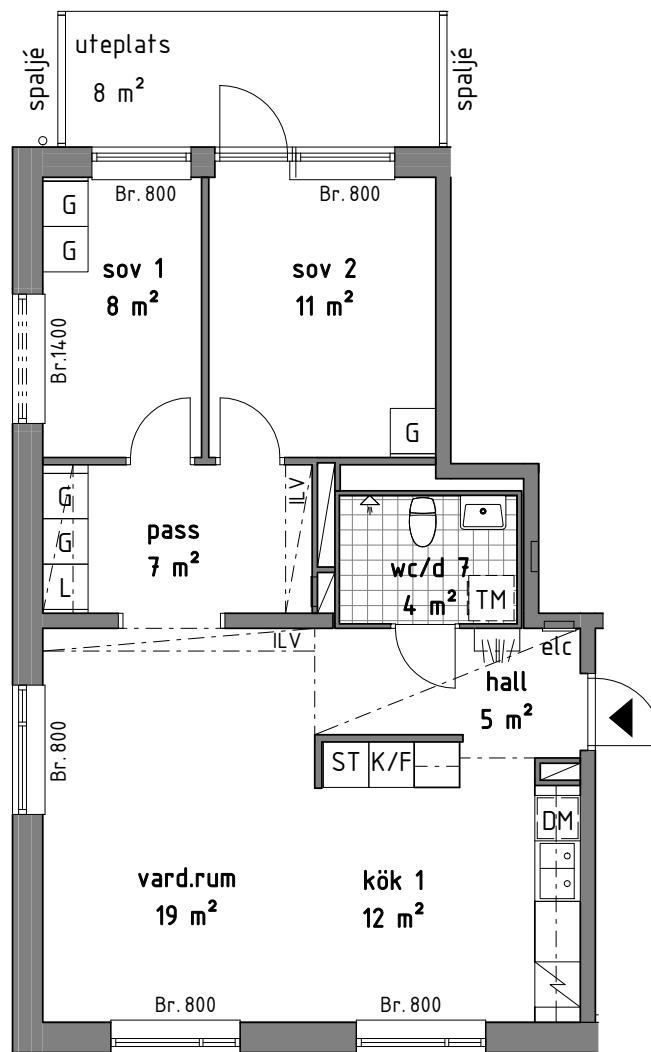 uteplats
8 m²
spaljé
spaljé
Br. 800
Br. 800
G
G
sov 1
8 m²
sov 2
11 m²
Br.1400
G
G
G
L
pass
7 m²
ILV
wc/d 7
4 m²
TM
ILV
elc
hall
5 m²
ST
K/F
Br. 800
DM
vard.rum
19 m²
kök 1
12 m²
Br. 800
Br. 800